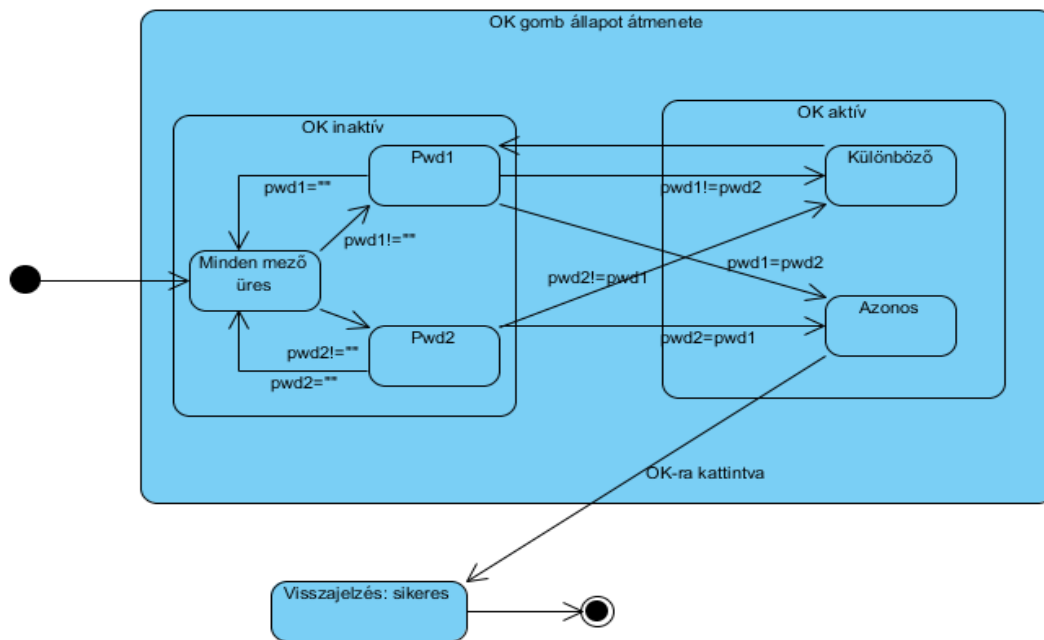 OK gomb állapot átmenete
OK inaktív
OK aktív
Pwd1
Különböző
pwd1=""
pwd1!=pwd2
pwd1!=""
Minden mező
üres
pwd2!=pwd1
pwd1=pwd2
Azonos
Pwd2
pwd2=pwd1
pwd2!=""
pwd2=""
OK-ra kattintva
Visszajelzés: sikeres